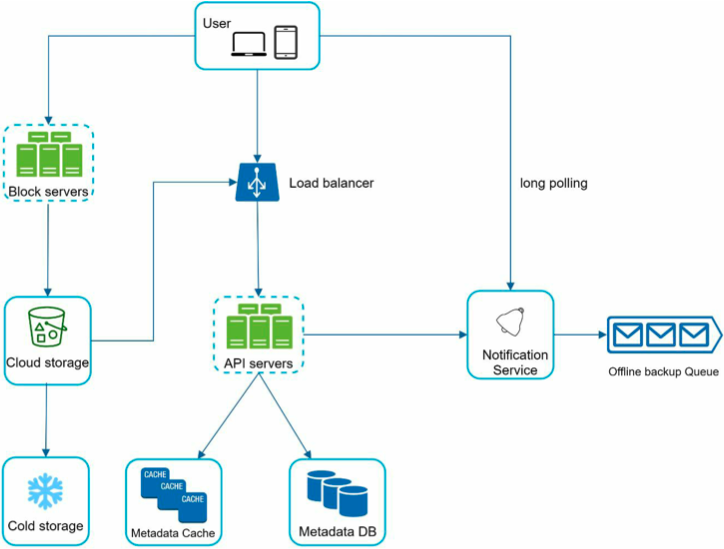 User
Block servers
Load balancer
long polling
Cloud storage
API servers
Notification
Service
Offline backup Queue
Cold storage
CACHE
CACHE
CACHE
Metadata Cache
Metadata DB